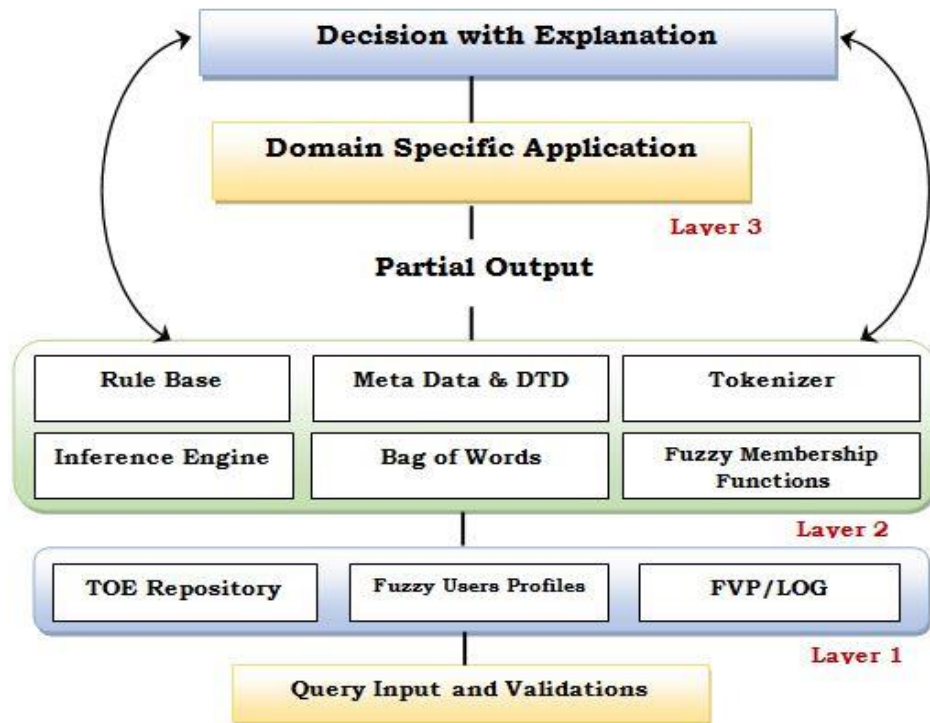 Decision with Explanation
Domain Specific Application
Layer 3
Partial Output
Rule Base
Meta Data & DTD
Tokenizer
Inference Engine
Bag of Words
Fuzzy Membership
Functions
Layer 2
TOE Repository
Fuzzy Users Profiles
FVP/LOG
Layer 1
Query Input and Validations